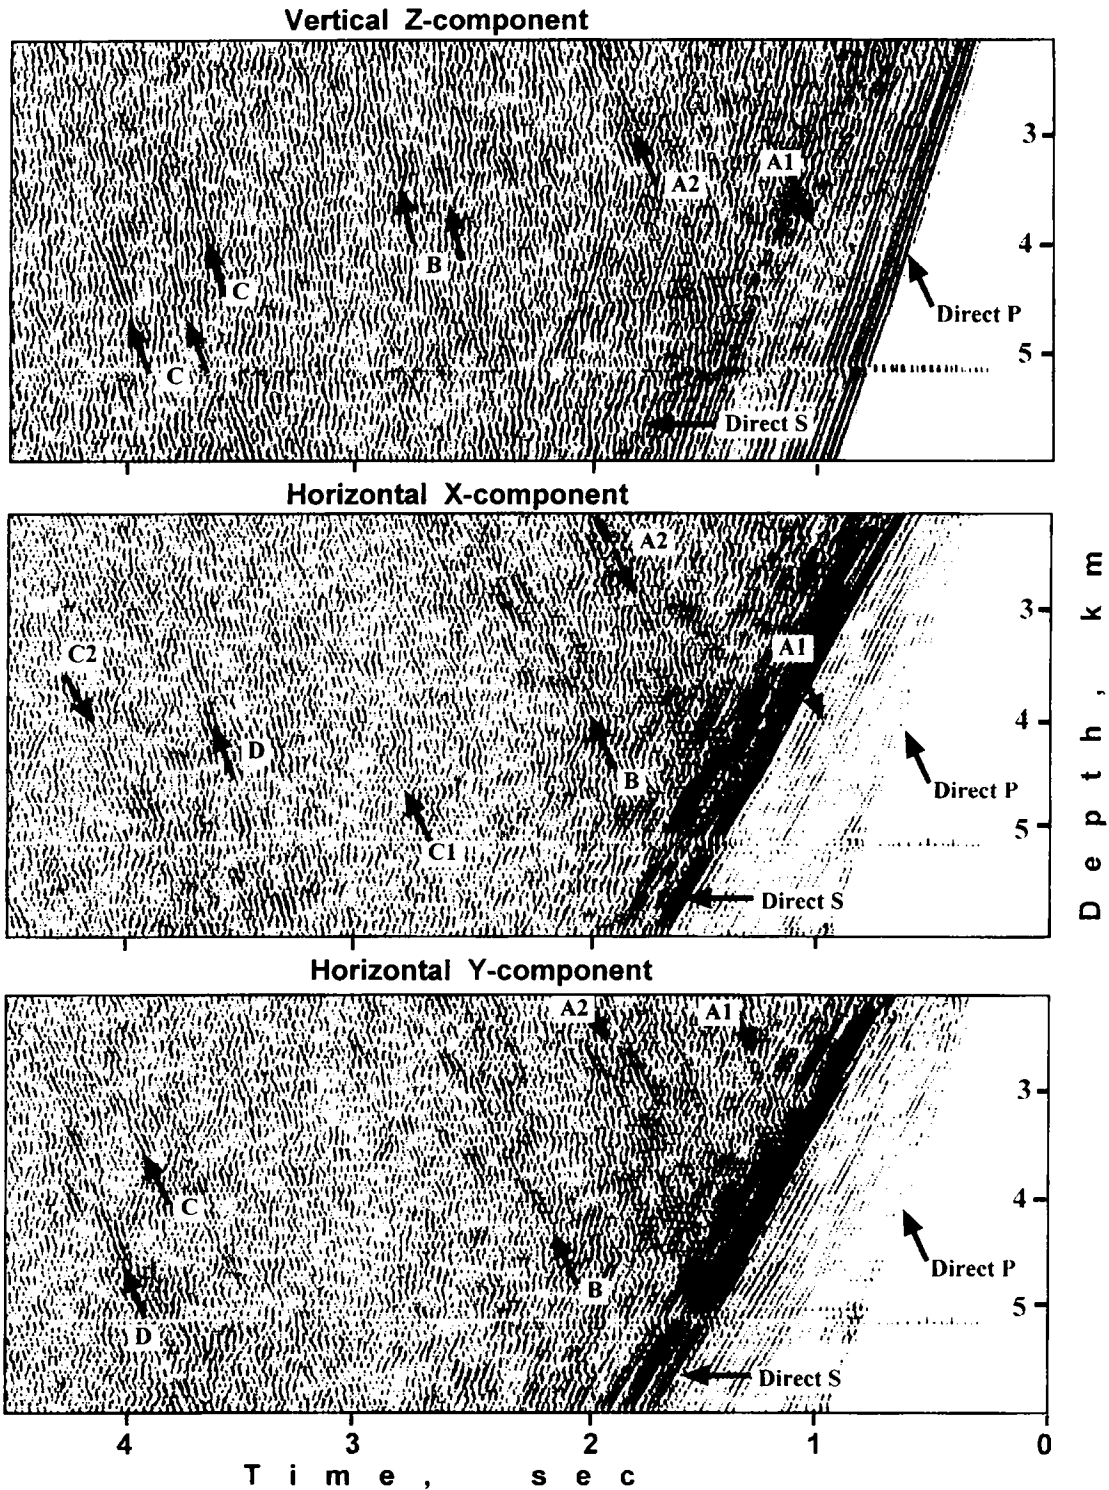 Vertical Z-component
3
A1
A2
4
B
C
Direct P
5
C
Direct S
Horizontal X-component
A2
3
A1
C2
4
D
B
Direct P
5
C1
Direct S
Depth, km
Horizontal Y-component
A2
A1
3
C
4
Direct P
B
5
D
Direct S
4
3
2
1
0
Time, sec